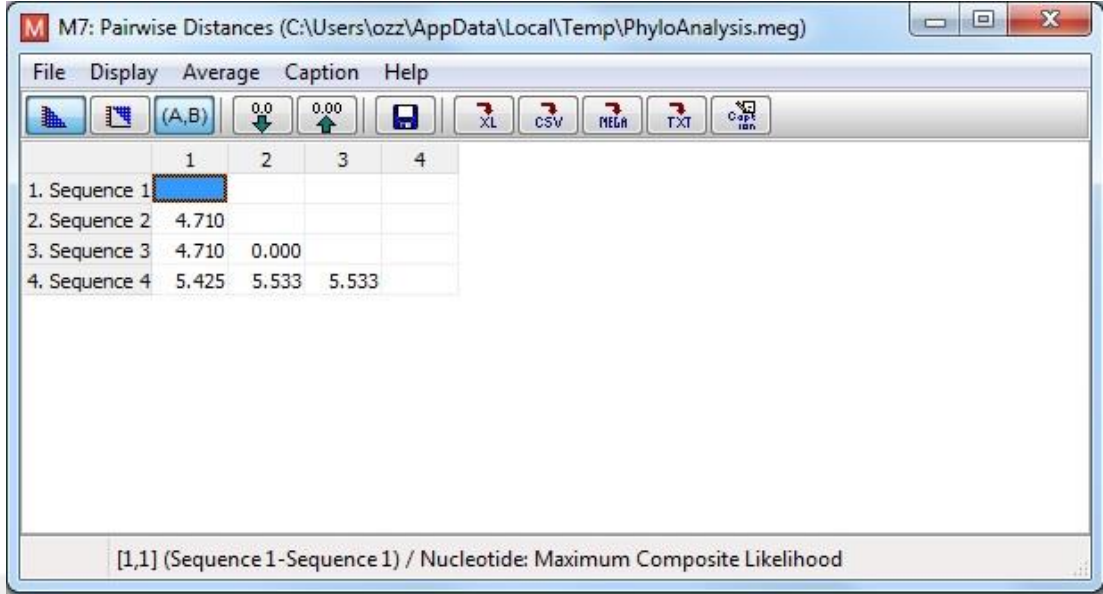 M M7: Pairwise Distances (C:\Users\ozz\AppData\Local\Temp\PhyloAnalysis.meg)
File Display Average Caption Help
(A,B) 0.0 0.00 XL CSV MEGA TXT Capt ion
1 2 3 4
1. Sequence 1
2. Sequence 2 4.710
3. Sequence 3 4.710 0.000
4. Sequence 4 5.425 5.533 5.533
[1,1] (Sequence 1-Sequence 1) / Nucleotide: Maximum Composite Likelihood